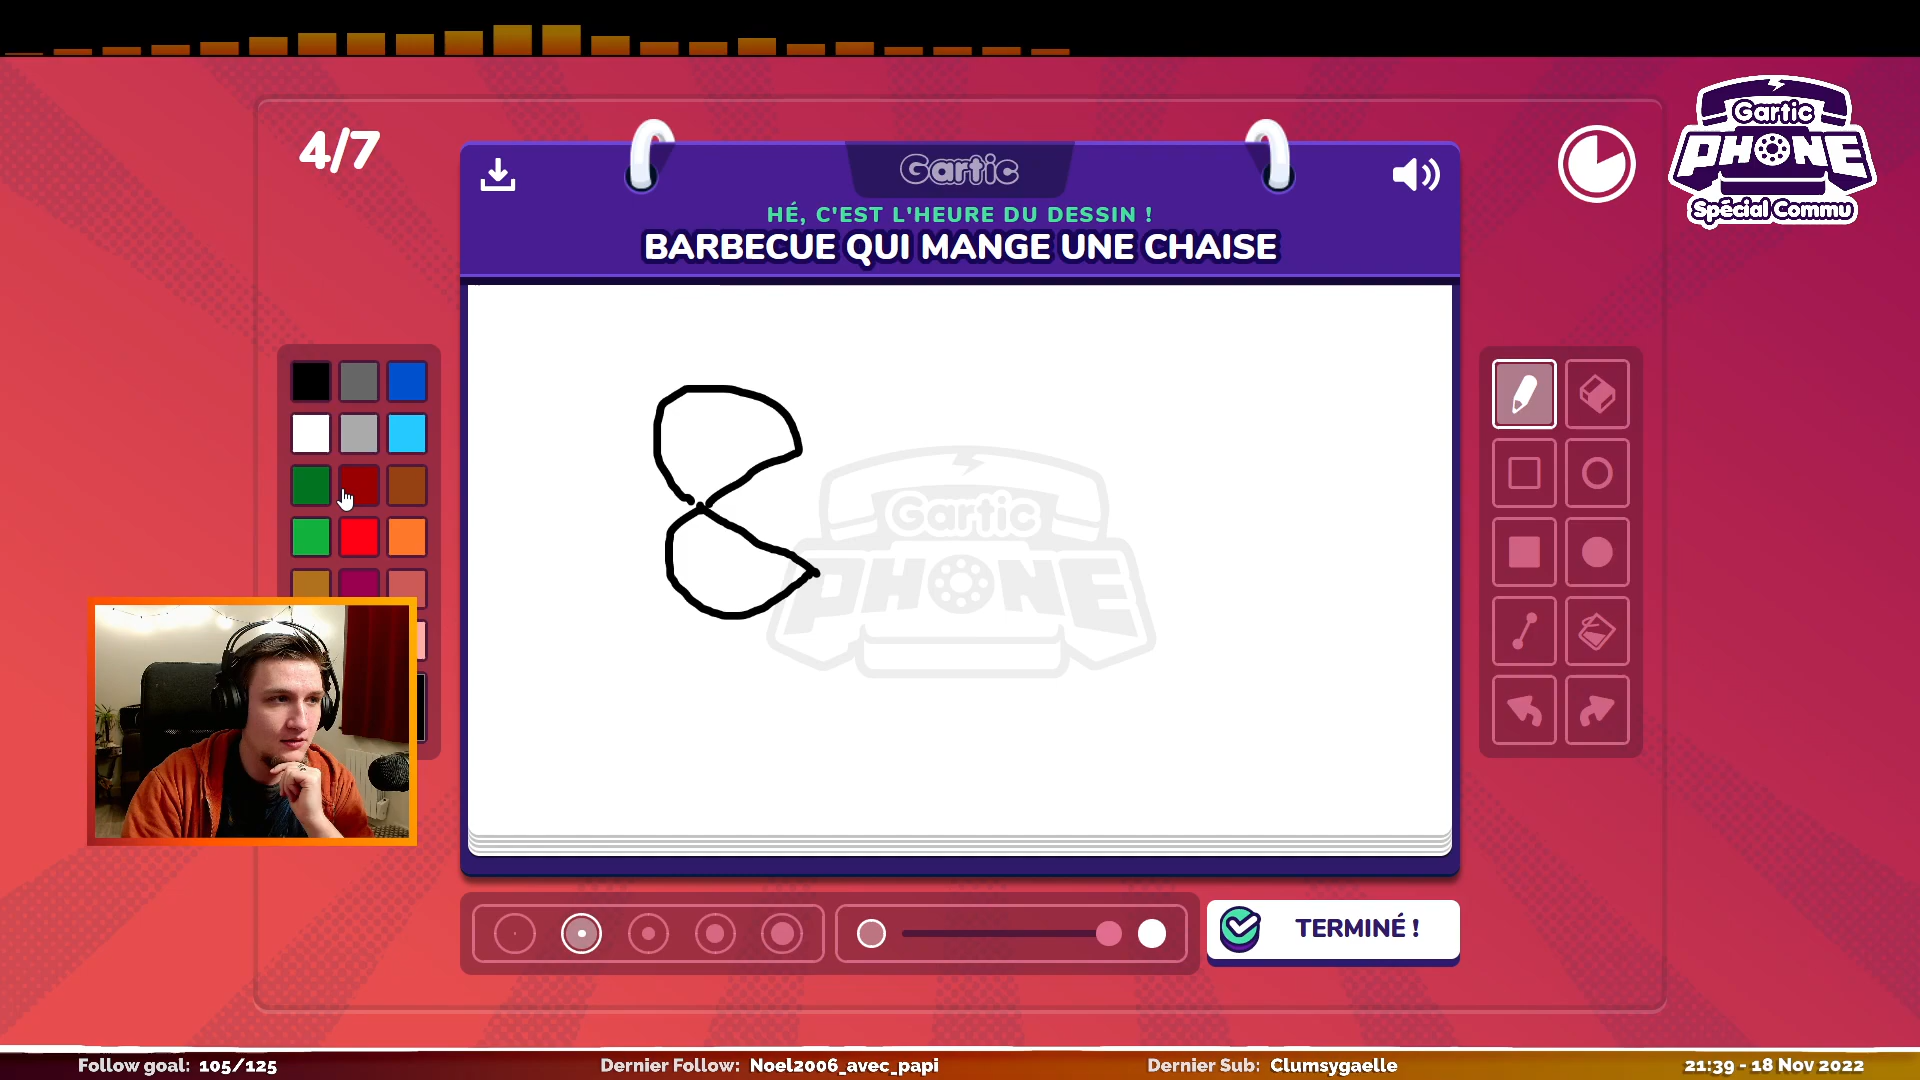 4/7
Gartic
HÉ, C'EST L'HEURE DU DESSIN !
BARBECUE QUI MANGE UNE CHAISE
Gartic
PHONE
Spécial Commu
Gartic
PHONE
TERMINÉ !
Follow goal: 105/125
Dernier Follow: Noel2006_avec_papi
Dernier Sub: Clumsygaelle
21:39 - 18 Nov 2022